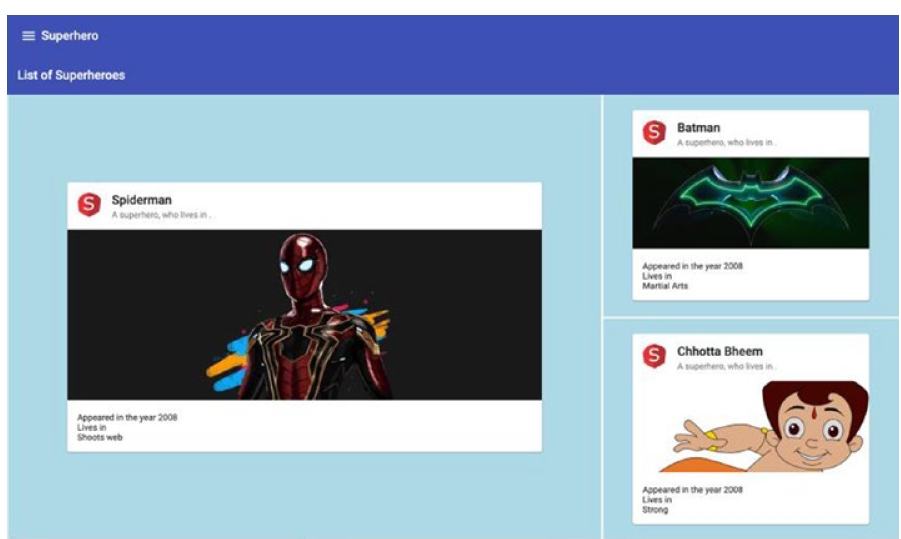 Superhero
List of Superheroes
S Spiderman
A superhero, who lives in .
Appeared in the year 2008
Lives in
Shoots web
S Batman
A superhero, who lives in .
Appeared in the year 2008
Lives in
Martial Arts
S Chhotta Bheem
A superhero, who lives in .
Appeared in the year 2008
Lives in
Strong